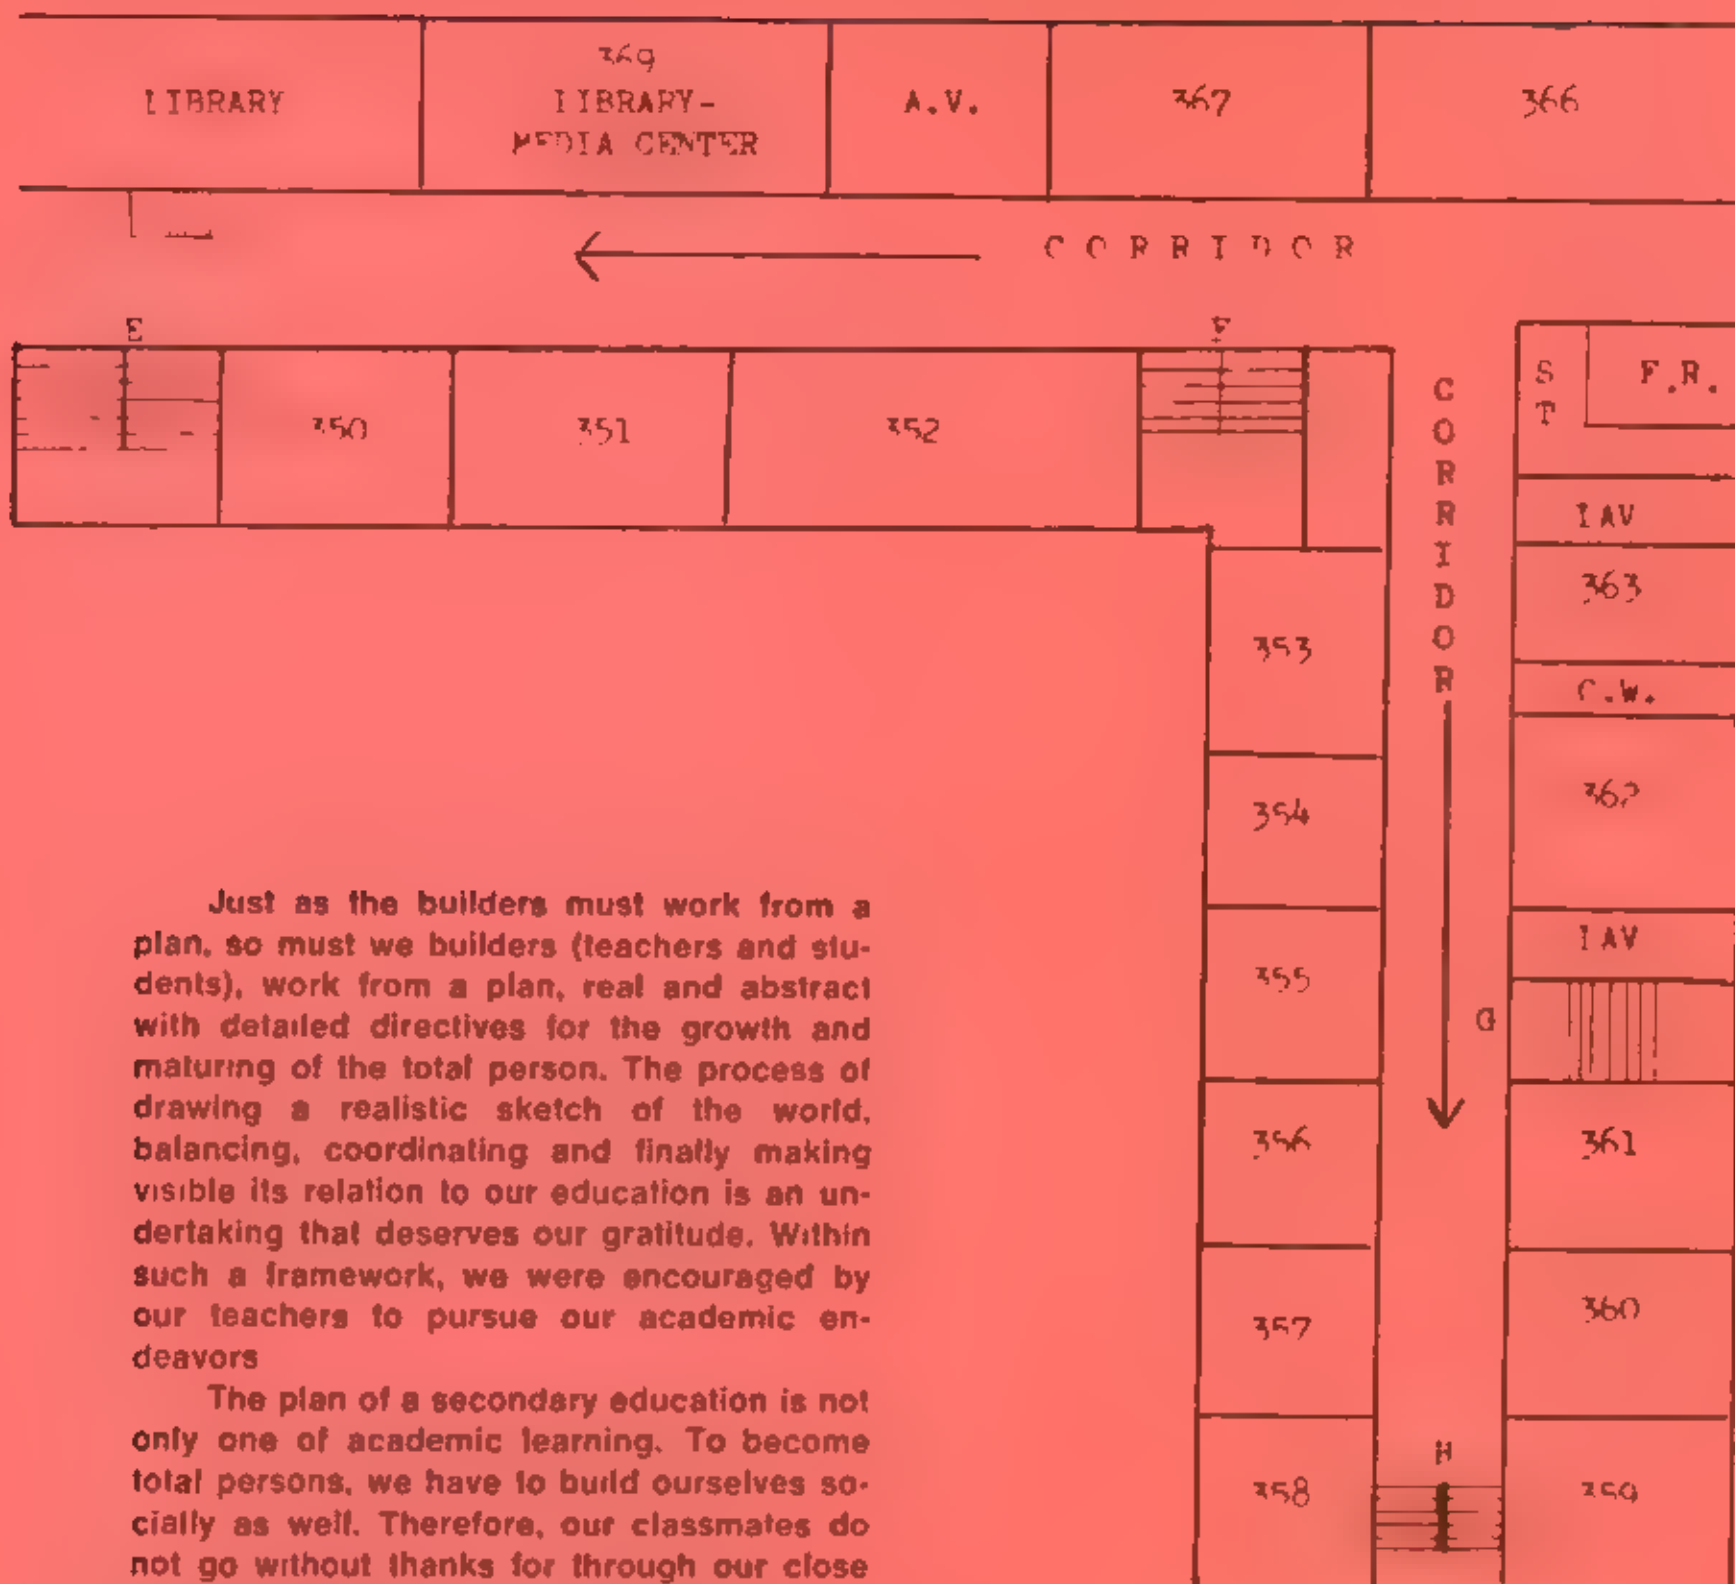 369
LIBRARY
LIBRARY-
MEDIA CENTER
A.V.
367
366
CORRIDOR
E
F
350
351
352
CORRIDOR
S
T
F.R.
LAV
363
353
C.W.
362
354
LAV
355
G
356
361
357
360
H
358
359
Just as the builders must work from a
plan, so must we builders (teachers and stu-
dents), work from a plan, real and abstract
with detailed directives for the growth and
maturing of the total person. The process of
drawing a realistic sketch of the world,
balancing, coordinating and finally making
visible its relation to our education is an un-
dertaking that deserves our gratitude. Within
such a framework, we were encouraged by
our teachers to pursue our academic en-
deavors
The plan of a secondary education is not
only one of academic learning. To become
total persons, we have to build ourselves so-
cially as well. Therefore, our classmates do
not go without thanks for through our close